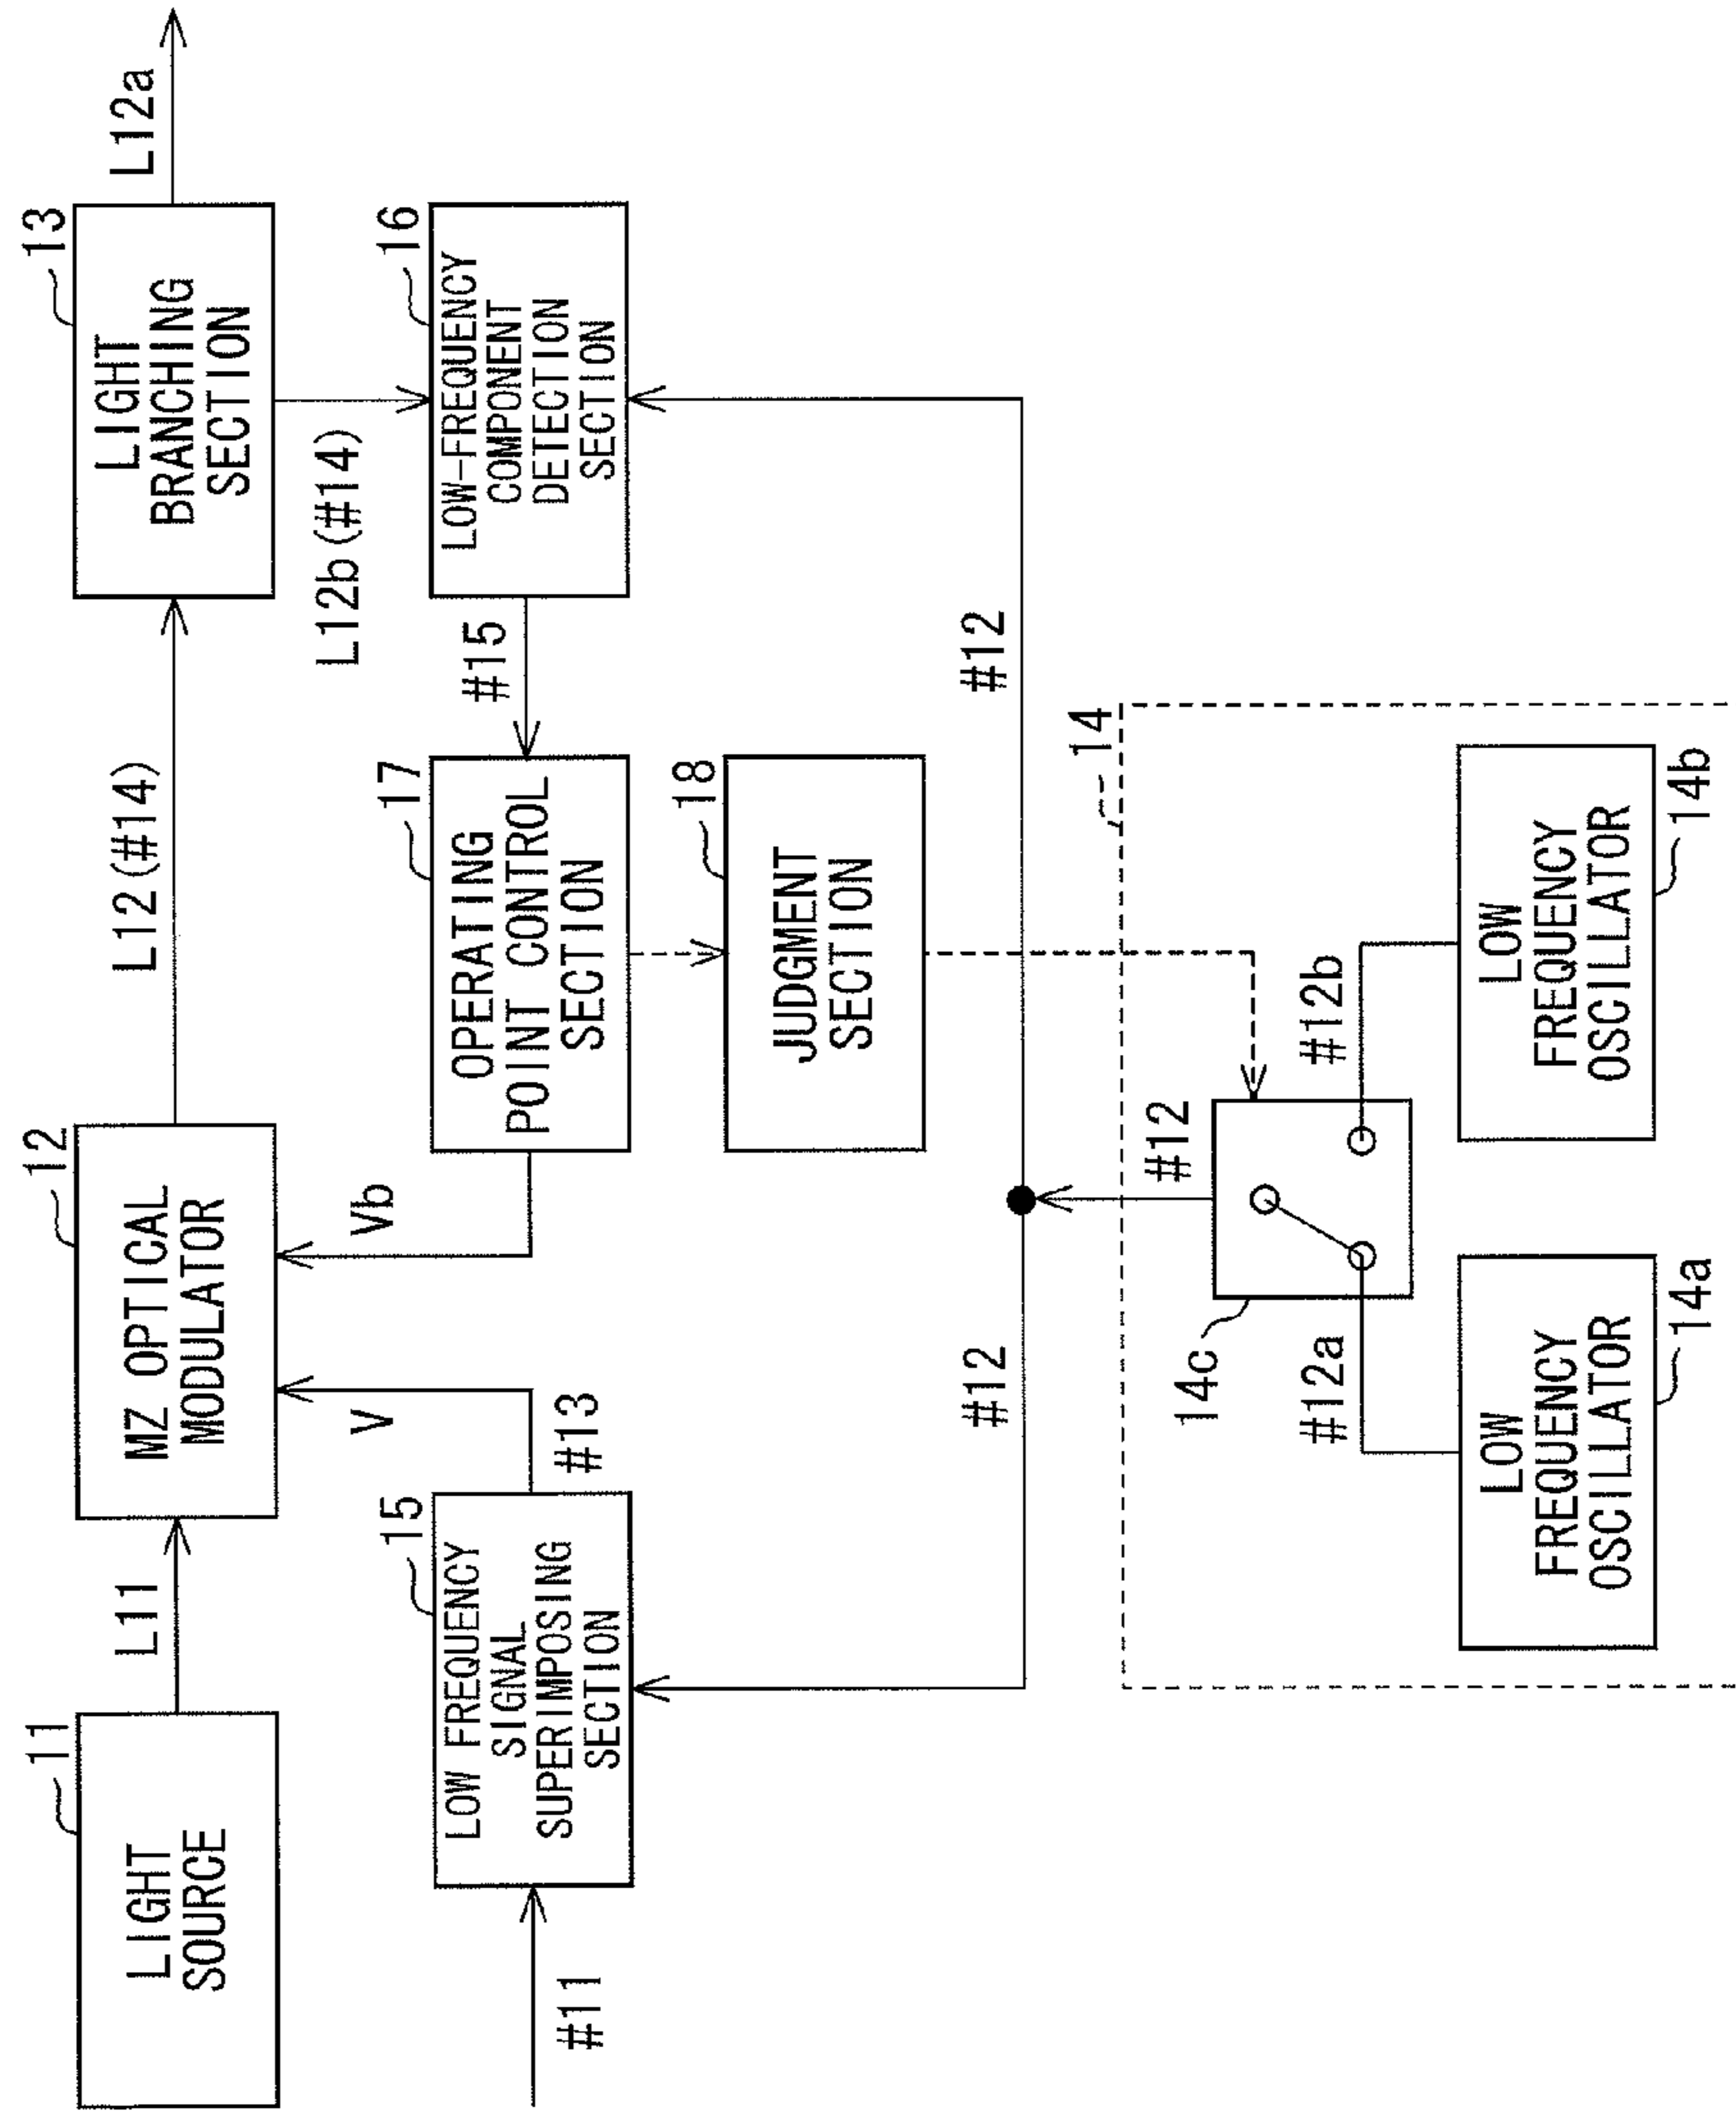 11
LIGHT
SOURCE
L11
12
MZ OPTICAL
MODULATOR
L12(#14)
13
LIGHT
BRANCHING
SECTION
L12a
#11
15
LOW FREQUENCY
SIGNAL
SUPERIMPOSING
SECTION
V
#13
Vb
17
OPERATING
POINT CONTROL
SECTION
#15
L12b(#14)
16
LOW-FREQUENCY
COMPONENT
DETECTION
SECTION
18
JUDGMENT
SECTION
#12
#12
14
#12
14c
#12a
#12b
LOW
FREQUENCY
OSCILLATOR
14a
LOW
FREQUENCY
OSCILLATOR
14b